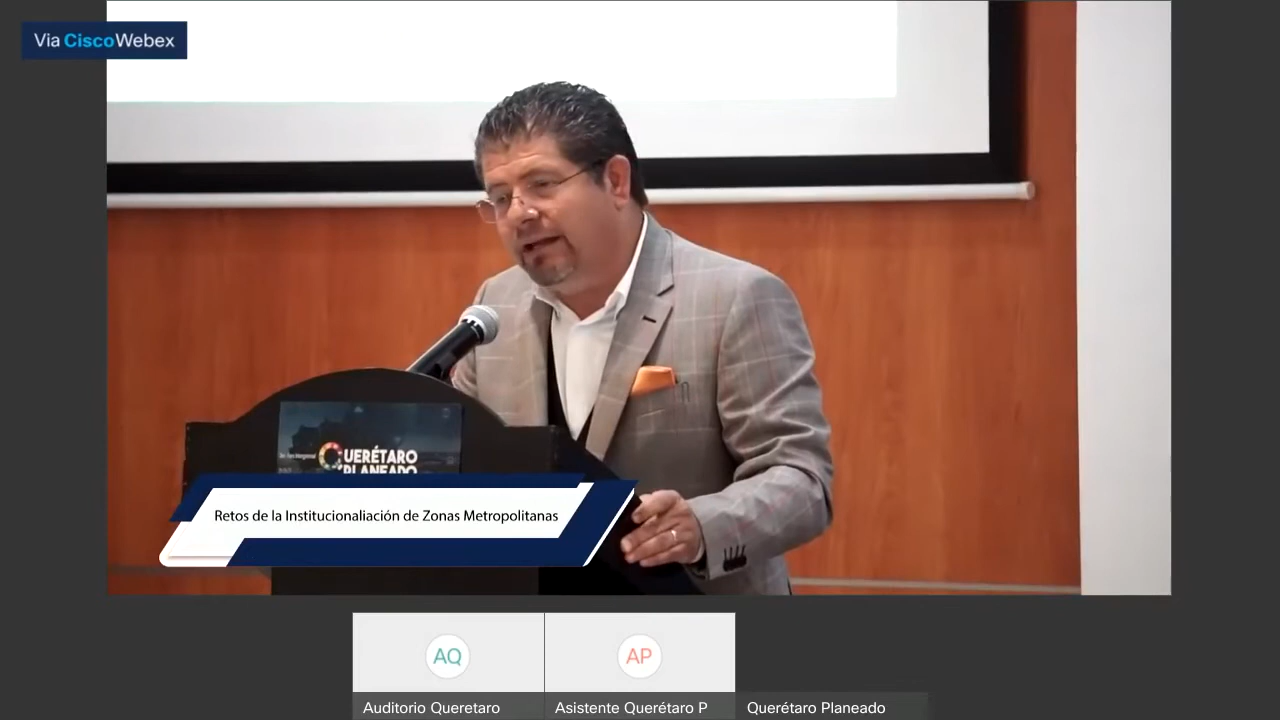 Via CiscoWebex
QUERÉTARO
PLANEADO
Retos de la Institucionaliación de Zonas Metropolitanas
AQ
AP
Auditorio Queretaro
Asistente Querétaro P
Querétaro Planeado